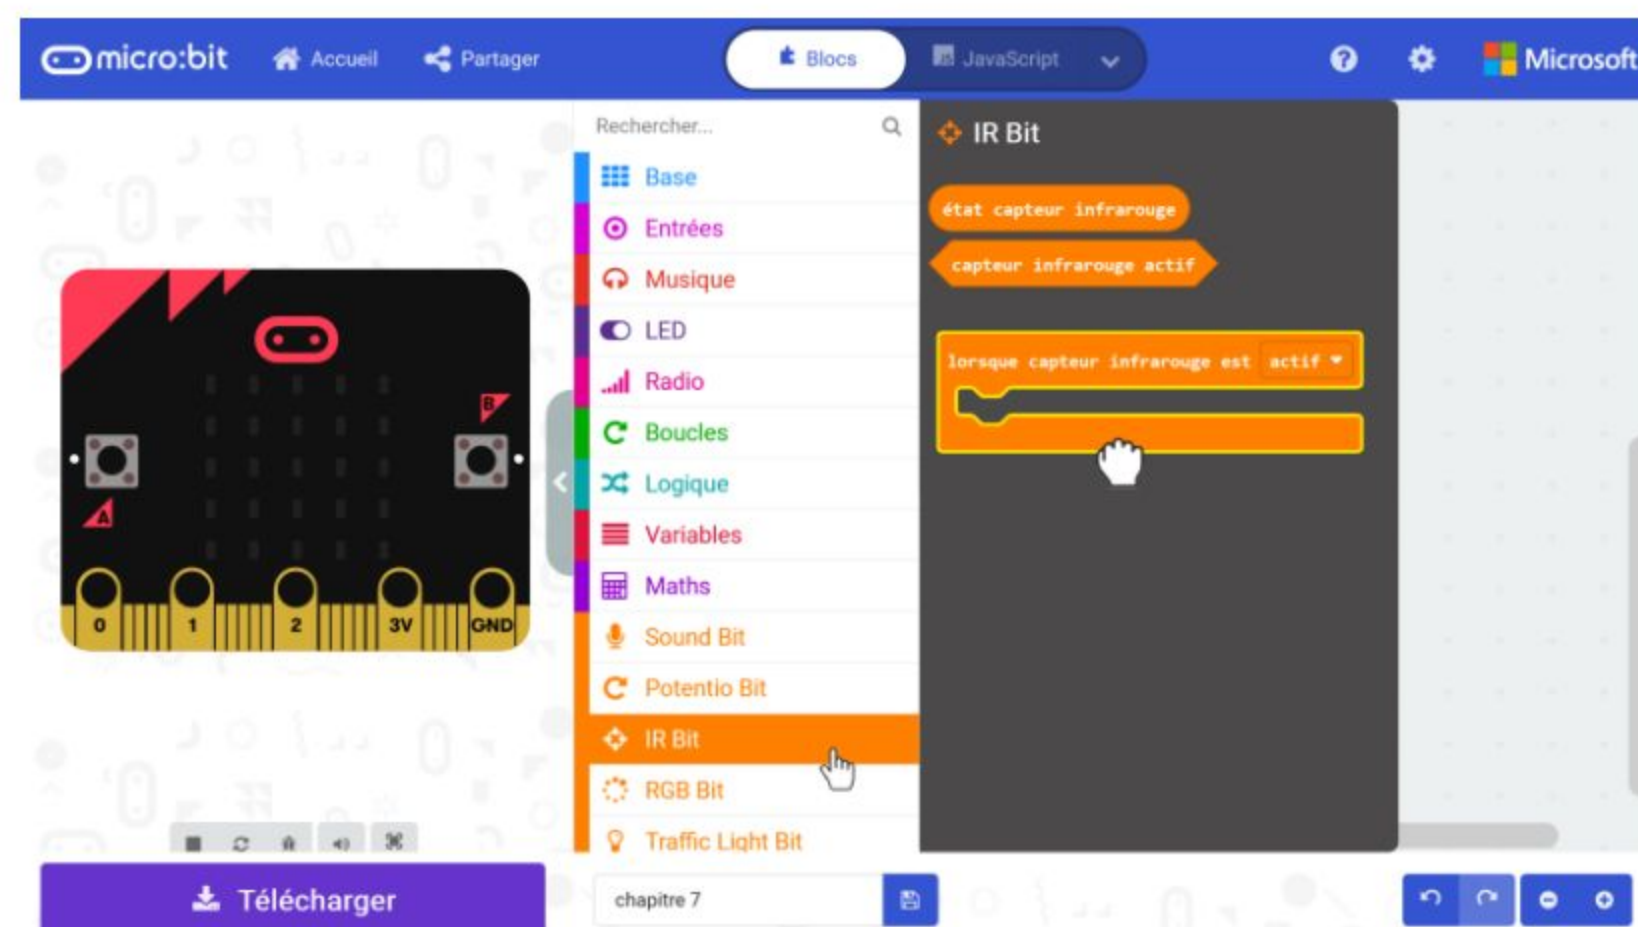 micro:bit Accueil Partager Blocs JavaScript Microsoft
Rechercher...
Base
Entrées
Musique
LED
Radio
Boucles
Logique
Variables
Maths
Sound Bit
Potentio Bit
IR Bit
RGB Bit
Traffic Light Bit
IR Bit
état capteur infrarouge
capteur infrarouge actif
lorsque capteur infrarouge est actif
B
A
0 1 2 3V GND
Télécharger
chapitre 7